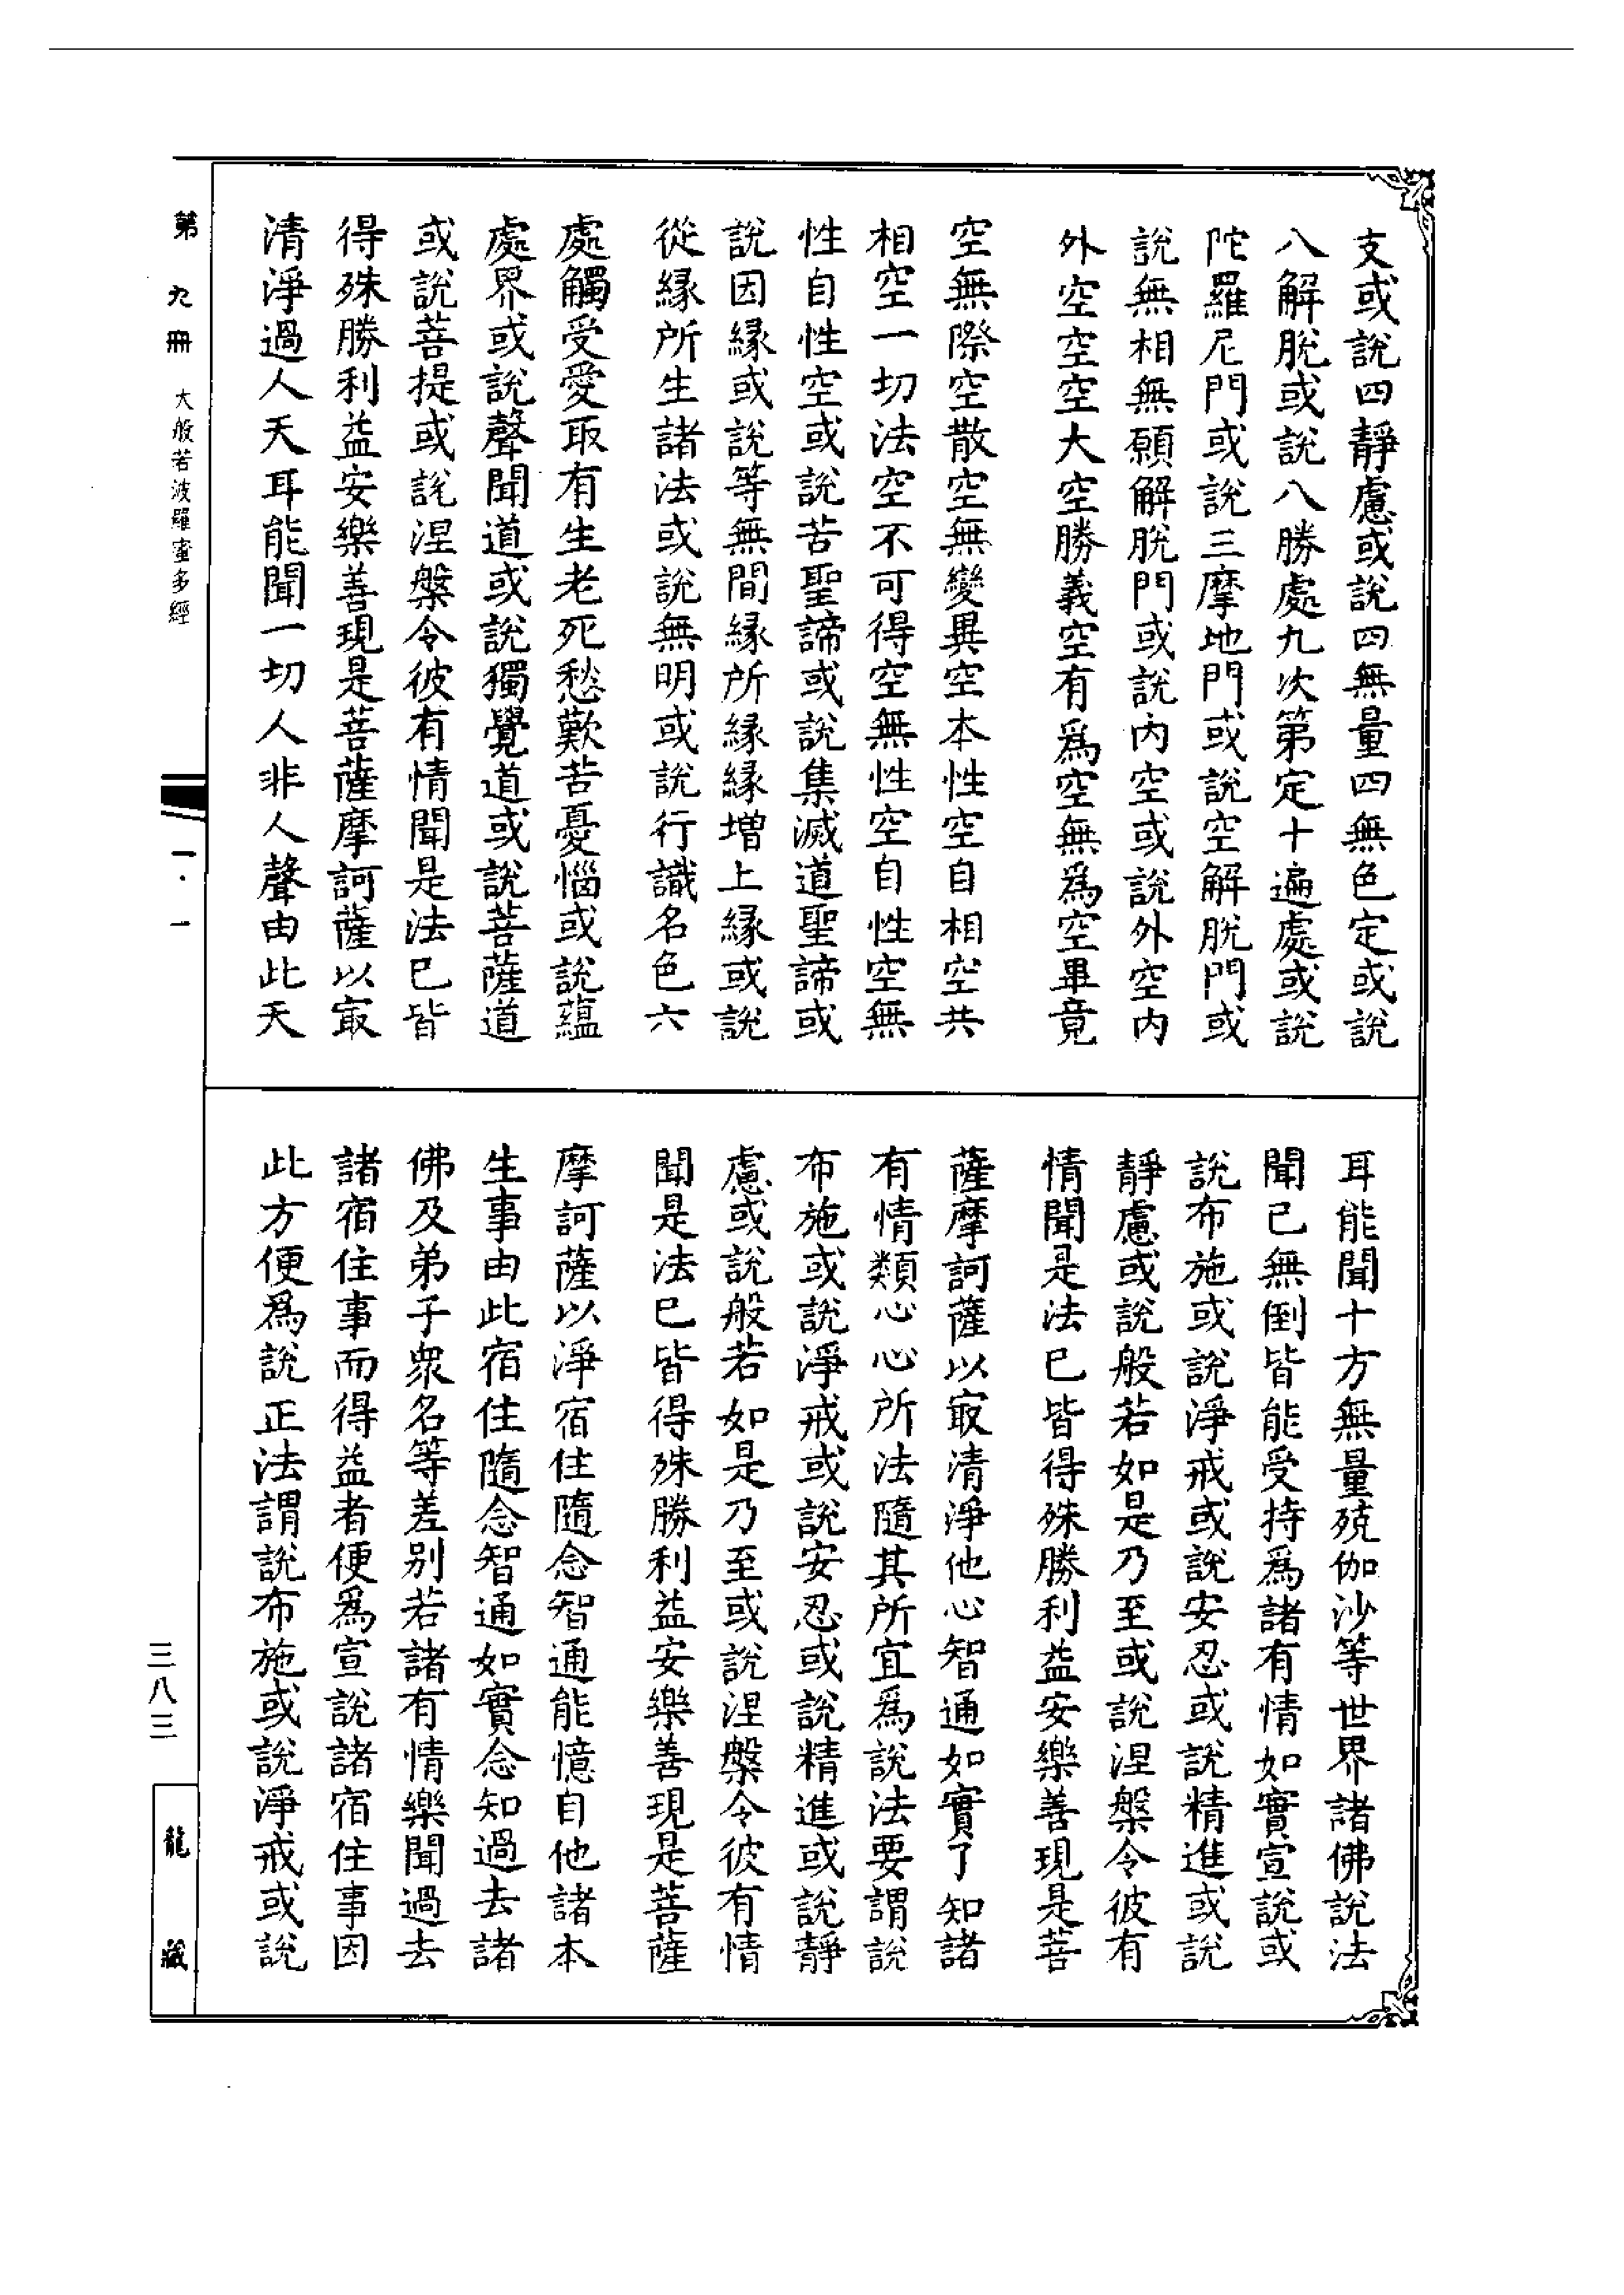 支或說四靜慮或說四無量四無色定或說
八解脫或說八勝處九次第定十遍處或說
陀羅尼門或說三摩地門或說空解脫門或
說無相無願解脫門或說內空或說外空內
外空空空大空勝義空有為空無為空畢竟
空無際空散空無變異空本性空自相空共
相空一切法空不可得空無性空自性空無
性自性空或說苦聖諦或說集滅道聖諦或
說因緣或說等無間緣所緣緣增上緣或說
從緣所生諸法或說無明或說行識名色六
處觸受愛取有生老死愁歎苦憂惱或說蘊
處界或說聲聞道或說獨覺道或說菩薩道
或說菩提或說涅槃令彼有情聞是法已皆
得殊勝利益安樂善現是菩薩摩訶薩以㝡
清淨過人天耳能聞一切人非人聲由此天
耳能聞十方無量殑伽沙等世界諸佛說法
聞已無倒皆能受持爲諸有情如實宣說或
說布施或說淨戒或說安忍或說精進或說
靜慮或說般若如是乃至或說涅槃令彼有
情聞是法已皆得殊勝利益安樂善現是菩
薩摩訶薩以㝡清淨他心智通如實了知諸
有情類心心所法隨其所宜爲說法要謂說
布施或說淨戒或說安忍或說精進或說靜
慮或說般若如是乃至或說涅槃令彼有情
聞是法已皆得殊勝利益安樂善現是菩薩
摩訶薩以淨宿住隨念智通能憶自他諸本
生事由此宿住隨念智通如實念知過去諸
佛及弟子衆名等差別若諸有情樂聞過去
諸宿住事而得益者便爲宣說諸宿住事因
此方便爲說正法謂說布施或說淨戒或說
第九冊 大般若波羅蜜多經 一·一
三八三
龍藏